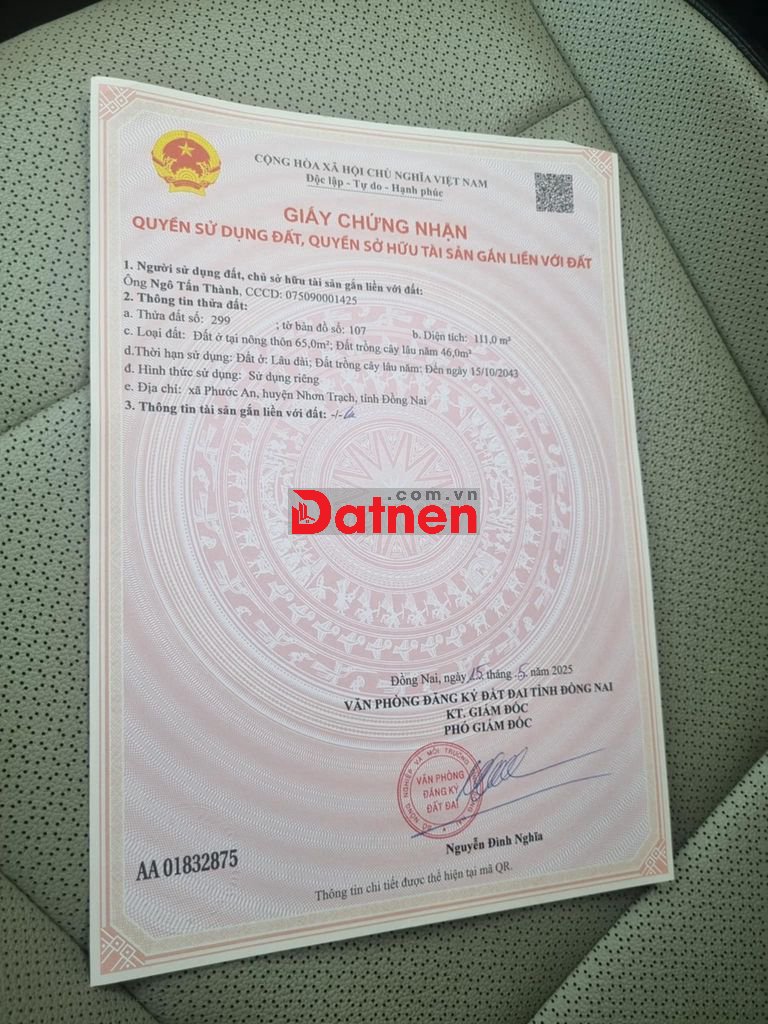 CỘNG HÒA XÃ HỘI CHỦ NGHĨA VIỆT NAM
Độc lập - Tự do - Hạnh phúc
GIẤY CHỨNG NHẬN
QUYỀN SỬ DỤNG ĐẤT, QUYỀN SỞ HỮU TÀI SẢN GẮN LIỀN VỚI ĐẤT
1. Người sử dụng đất, chủ sở hữu tài sản gắn liền với đất:
Ông Ngô Tấn Thành, CCCD: 075090001425
2. Thông tin thửa đất:
a. Thửa đất số: 299 ; tờ bản đồ số: 107 b. Diện tích: 111,0 m²
c. Loại đất: Đất ở tại nông thôn 65,0m²; Đất trồng cây lâu năm 46,0m²
d.Thời hạn sử dụng: Đất ở: Lâu dài; Đất trồng cây lâu năm: Đến ngày 15/10/2043
đ. Hình thức sử dụng: Sử dụng riêng
e. Địa chỉ: xã Phước An, huyện Nhơn Trạch, tỉnh Đồng Nai
3. Thông tin tài sản gắn liền với đất: -/-
.com.vn
Datnen
Đồng Nai, ngày 15 tháng 5 năm 2025
VĂN PHÒNG ĐĂNG KÝ ĐẤT ĐAI TỈNH ĐỒNG NAI
KT. GIÁM ĐỐC
PHÓ GIÁM ĐỐC
VĂN PHÒNG
ĐĂNG KÝ
ĐẤT ĐAI
Nguyễn Đình Nghĩa
AA 01832875
Thông tin chi tiết được thể hiện tại mã QR.